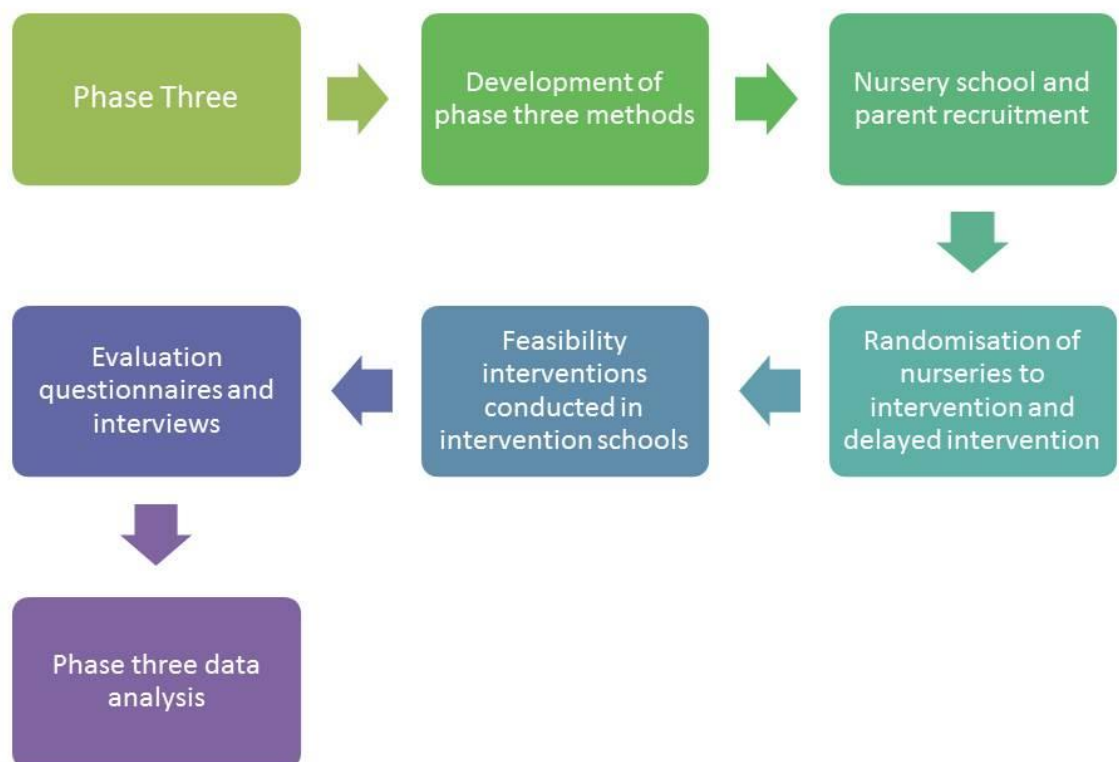 Phase Three
Development of
phase three methods
Nursery school and
parent recruitment
Randomisation of
nurseries to
intervention and
delayed intervention
Feasibility
interventions
conducted in
intervention schools
Evaluation
questionnaires and
interviews
Phase three data
analysis